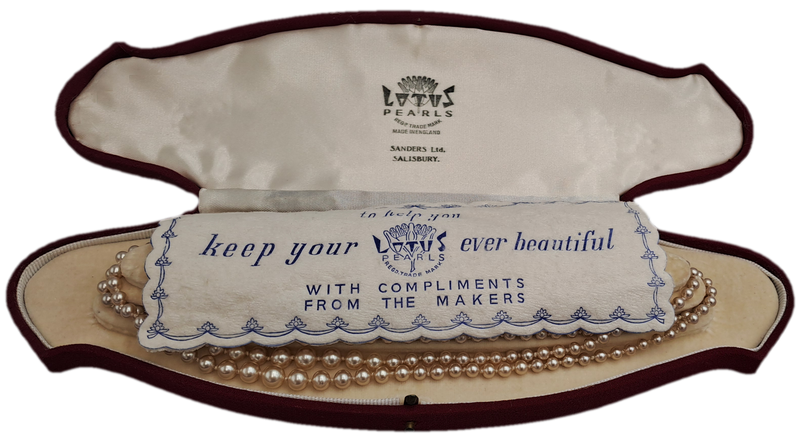 LOTUS
PEARLS
REGD TRADE MARK
MADE IN ENGLAND
SANDERS Ltd.
SALISBURY.
to help you
keep your LOTUS PEARLS REGD TRADE MARK ever beautiful
WITH COMPLIMENTS
FROM THE MAKERS